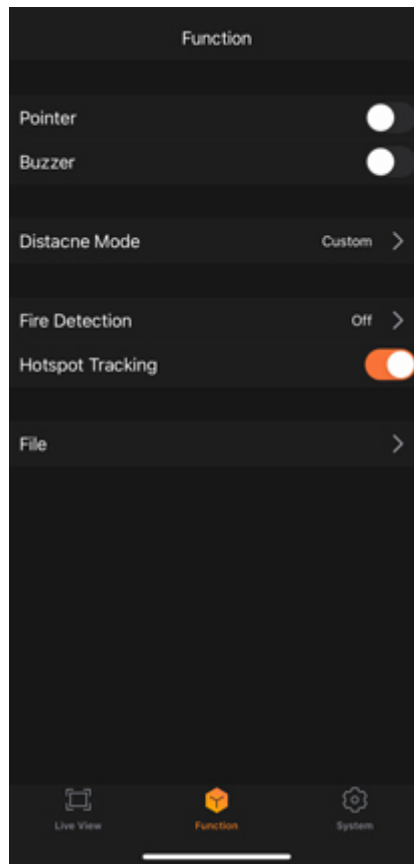 Function
Pointer
Buzzer
Distacne Mode Custom
Fire Detection Off
Hotspot Tracking
File
Live View Function System